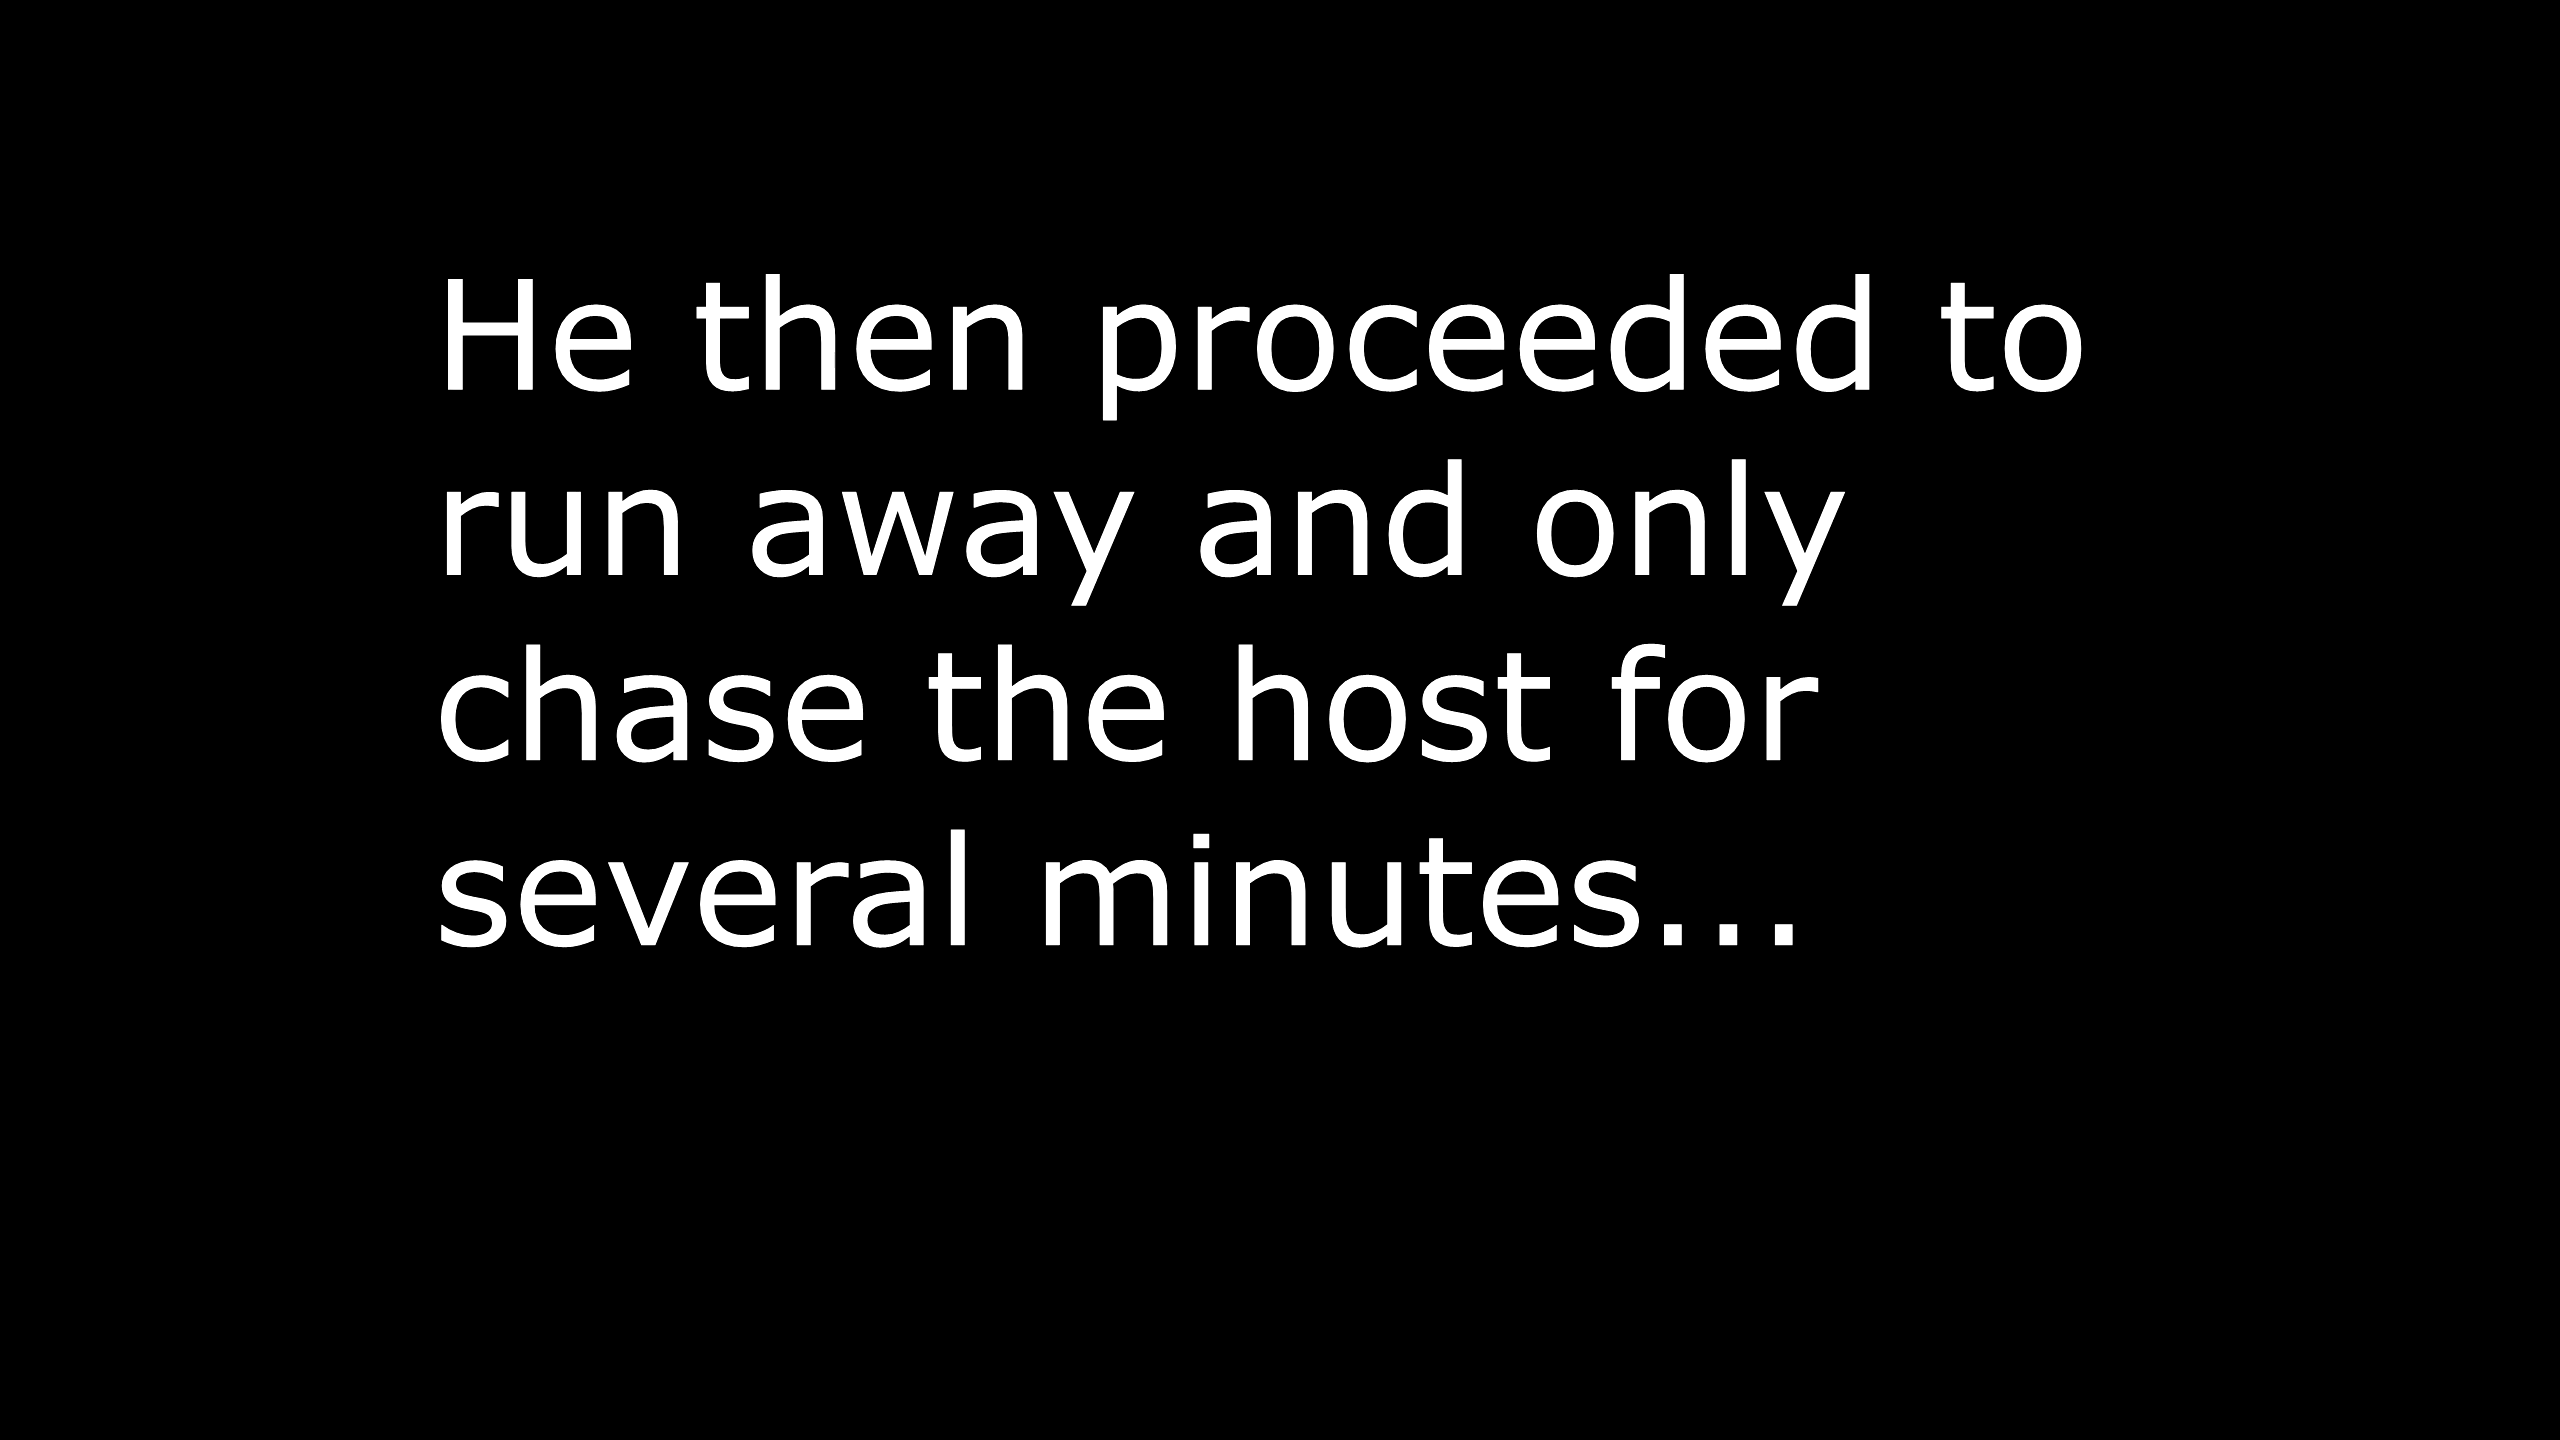 He then proceeded to
run away and only
chase the host for
several minutes...